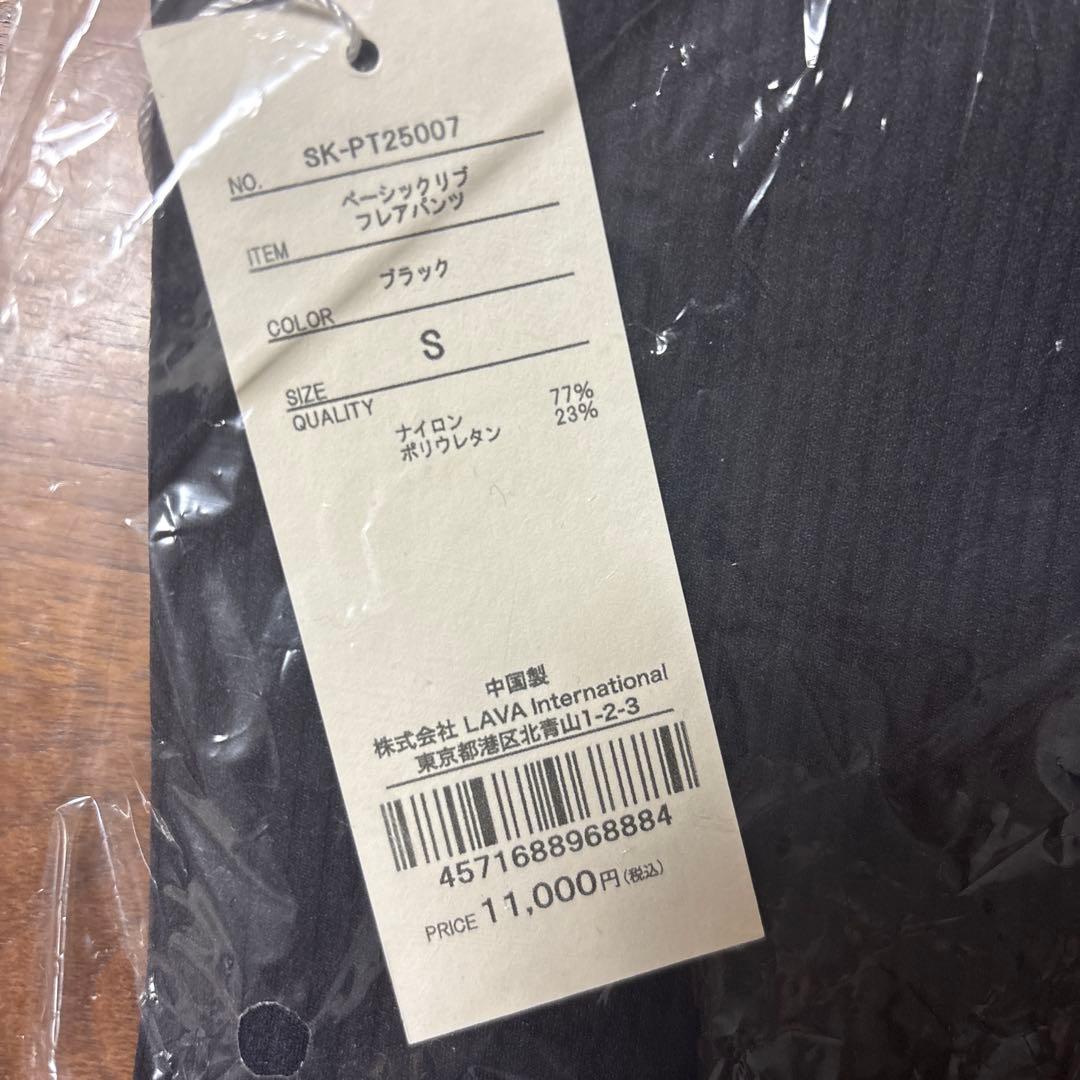 NO. SK-PT25007
ベーシックリブ
フレアパンツ
ITEM
ブラック
COLOR
S
SIZE
QUALITY
ナイロン 77%
ポリウレタン 23%
中国製
株式会社 LAVA International
東京都港区北青山1-2-3
4571688968884
PRICE 11,000円(税込)